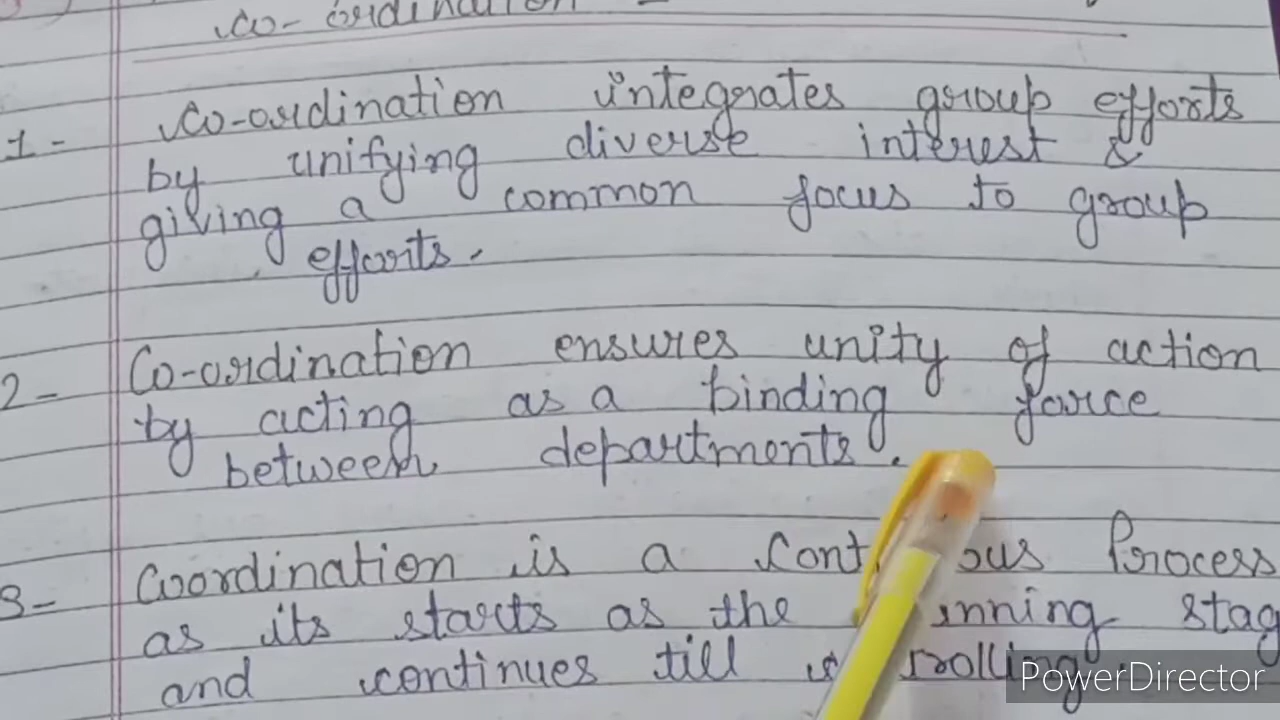 co-ordination
1- co-ordination integrates group efforts
by unifying diverse interest &
giving a common focus to group
efforts.
2- Co-ordination ensures unity of action
by acting as a binding force
between departments.
3- Coordination is a Process
as its starts as the
and continues till
PowerDirector